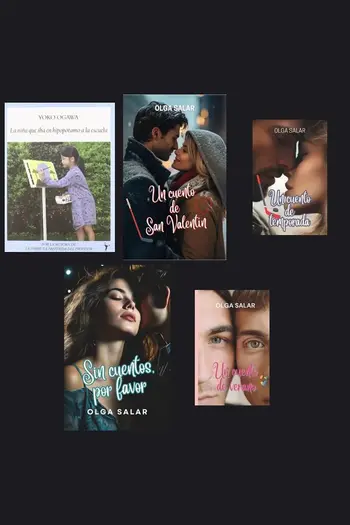 YOKO OGAWA
La niña que iba en hipopótamo a la escuela
OLGA SALAR
Un cuento
de
San Valentín
OLGA SALAR
Un cuento
de
temporada
Sin cuentos,
por favor
OLGA SALAR
OLGA SALAR
Un cuento
de verano